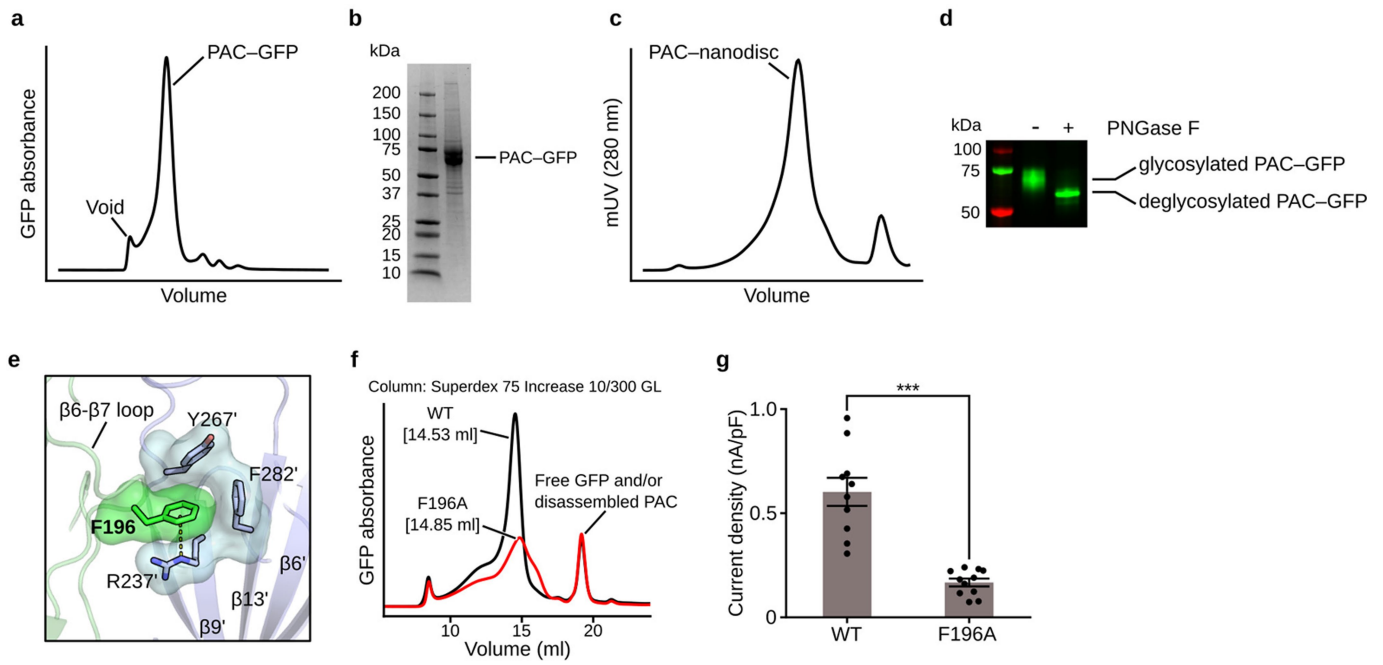 a
PAC–GFP
Void
GFP absorbance
Volume
b
kDa
200
150
100
75
50
37
25
20
15
10
PAC–GFP
c
PAC–nanodisc
mUV (280 nm)
Volume
d
kDa
- + PNGase F
100
75
50
glycosylated PAC–GFP
deglycosylated PAC–GFP
e
β6-β7 loop
Y267'
F282'
F196
R237'
β6'
β13'
β9'
f
Column: Superdex 75 Increase 10/300 GL
WT
[14.53 ml]
F196A
[14.85 ml]
Free GFP and/or
disassembled PAC
GFP absorbance
10 15 20
Volume (ml)
g
***
Current density (nA/pF)
1.0
0.5
0
WT F196A